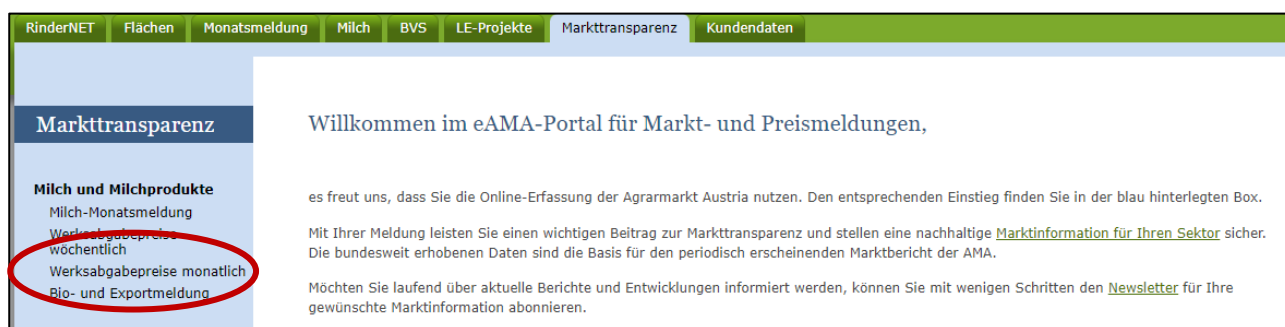 RinderNET Flächen Monatsmeldung Milch BVS LE-Projekte Markttransparenz Kundendaten
Markttransparenz
Milch und Milchprodukte
Milch-Monatsmeldung
Werksabgabepreise
wöchentlich
Werksabgabepreise monatlich
Bio- und Exportmeldung
Willkommen im eAMA-Portal für Markt- und Preismeldungen,
es freut uns, dass Sie die Online-Erfassung der Agrarmarkt Austria nutzen. Den entsprechenden Einstieg finden Sie in der blau hinterlegten Box.
Mit Ihrer Meldung leisten Sie einen wichtigen Beitrag zur Markttransparenz und stellen eine nachhaltige Marktinformation für Ihren Sektor sicher.
Die bundesweit erhobenen Daten sind die Basis für den periodisch erscheinenden Marktbericht der AMA.
Möchten Sie laufend über aktuelle Berichte und Entwicklungen informiert werden, können Sie mit wenigen Schritten den Newsletter für Ihre
gewünschte Marktinformation abonnieren.